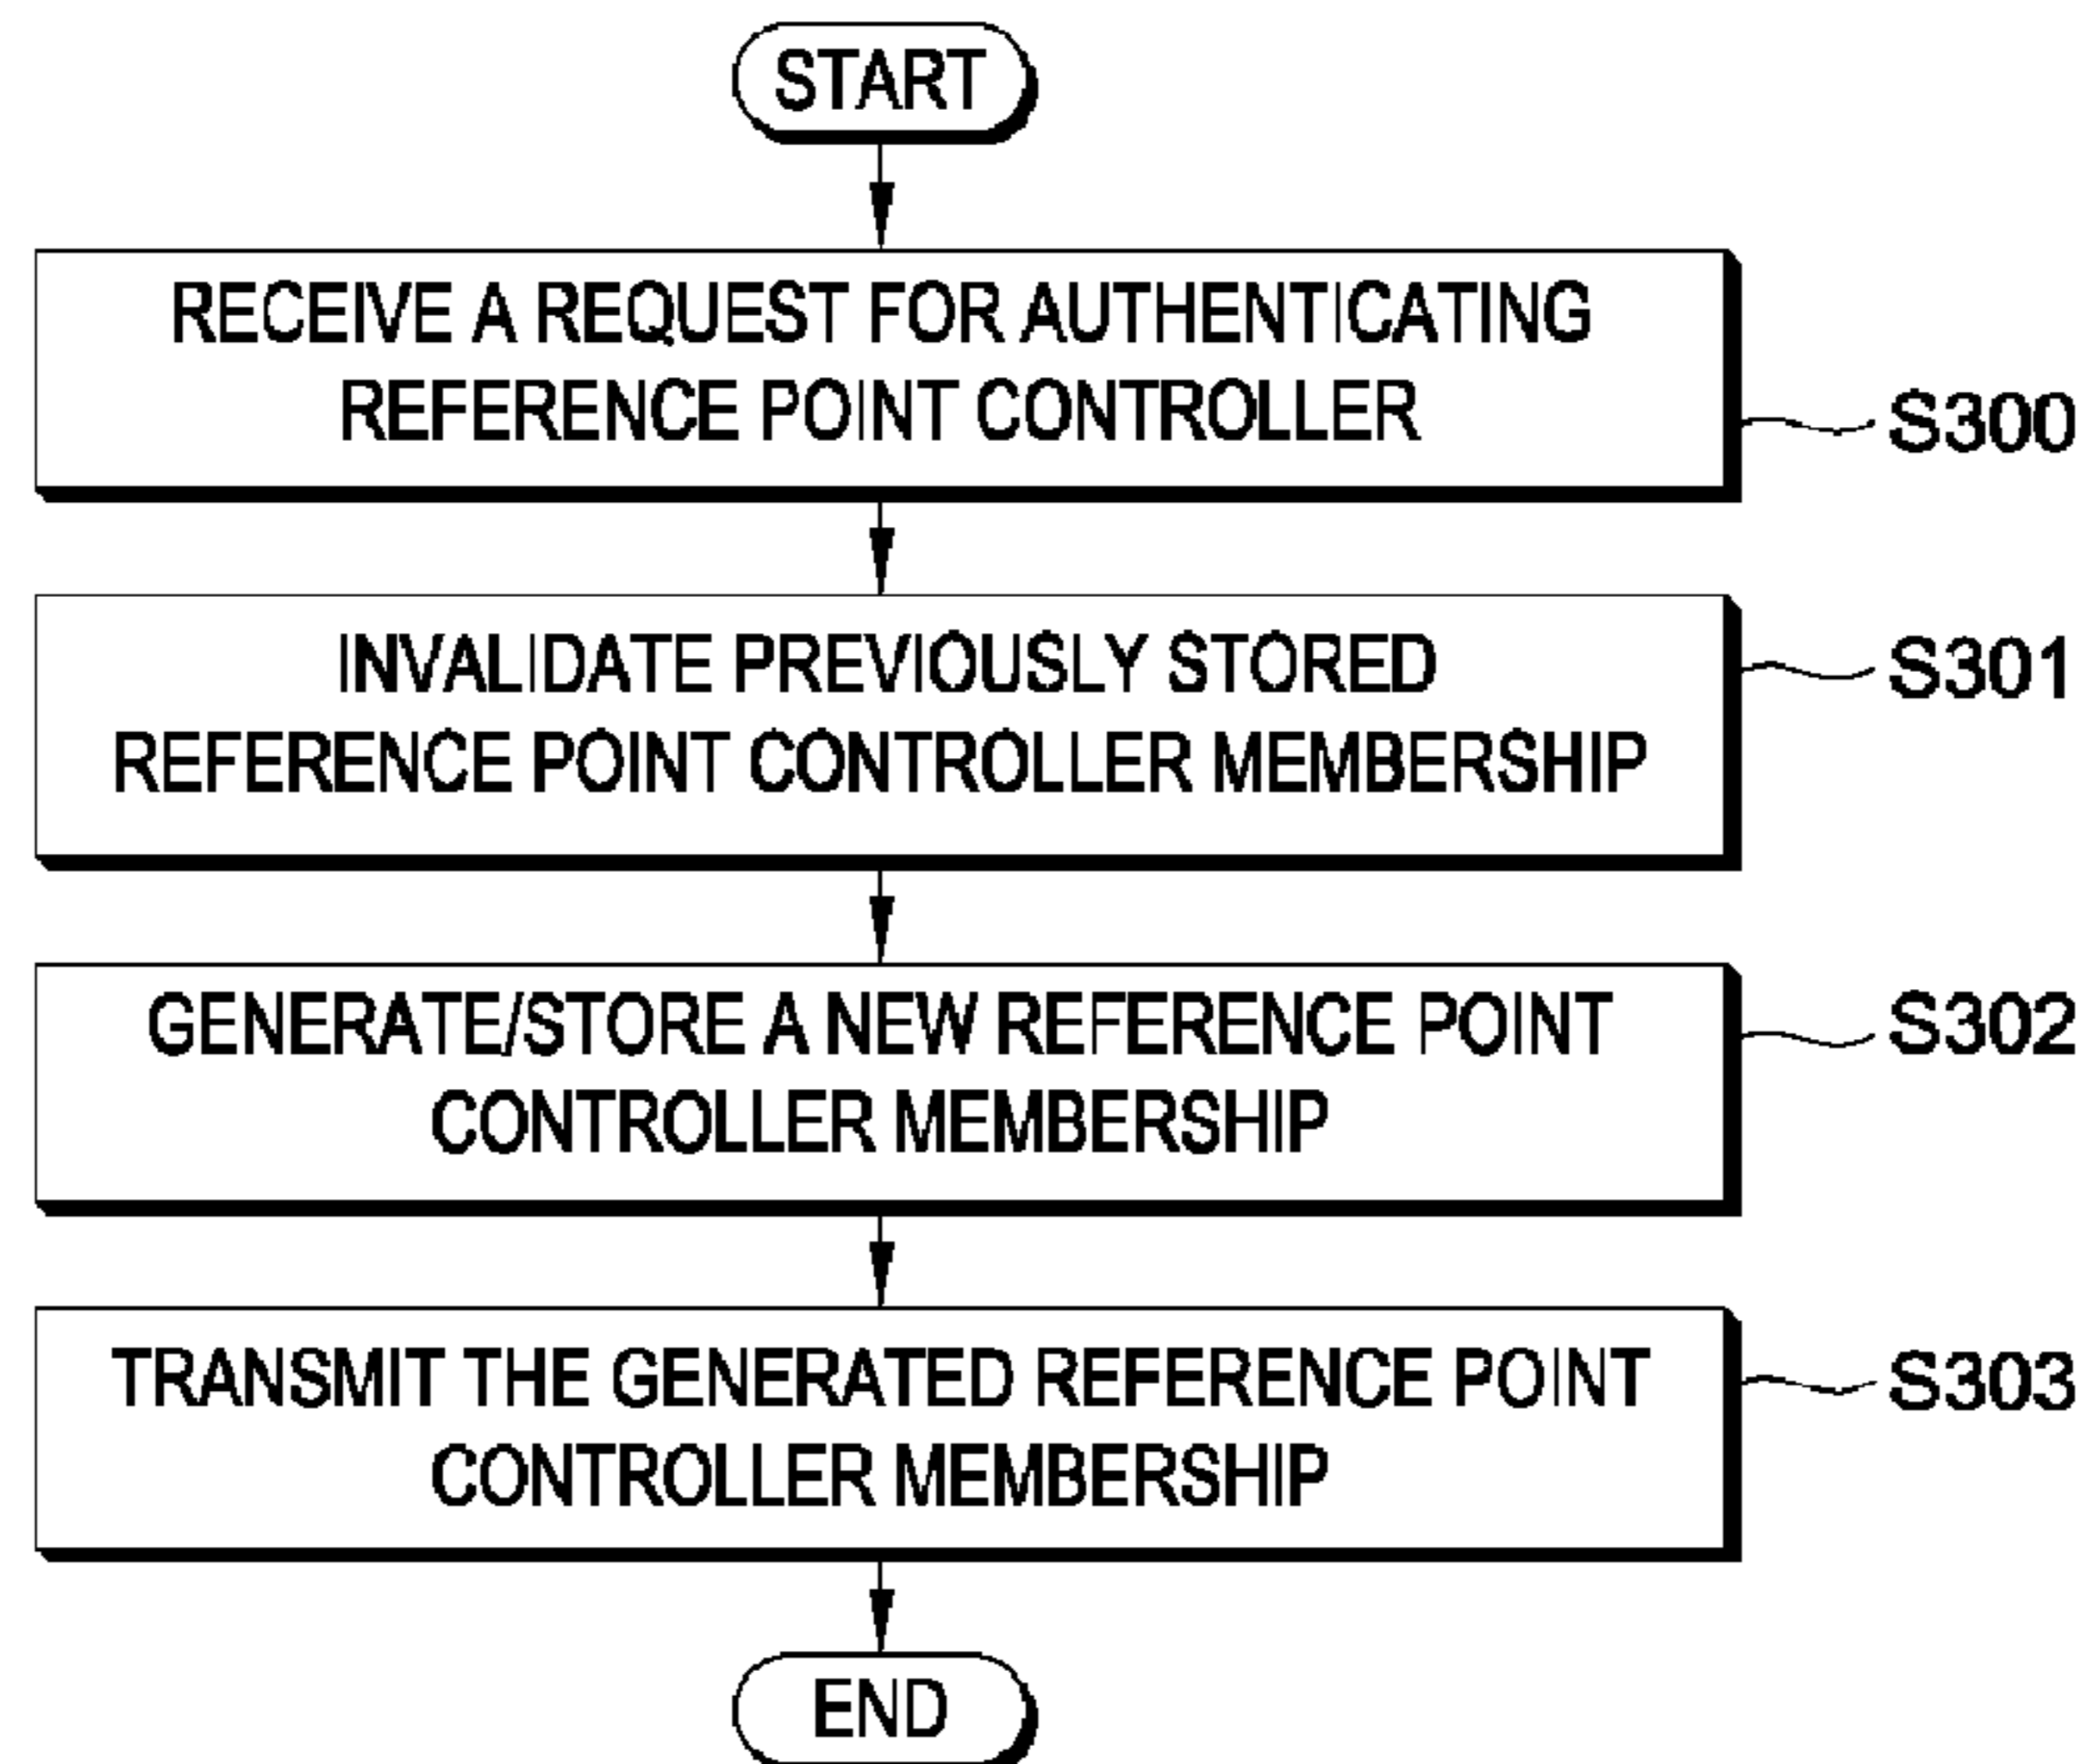 START
RECEIVE A REQUEST FOR AUTHENTICATING
REFERENCE POINT CONTROLLER
S300
INVALIDATE PREVIOUSLY STORED
REFERENCE POINT CONTROLLER MEMBERSHIP
S301
GENERATE/STORE A NEW REFERENCE POINT
CONTROLLER MEMBERSHIP
S302
TRANSMIT THE GENERATED REFERENCE POINT
CONTROLLER MEMBERSHIP
S303
END